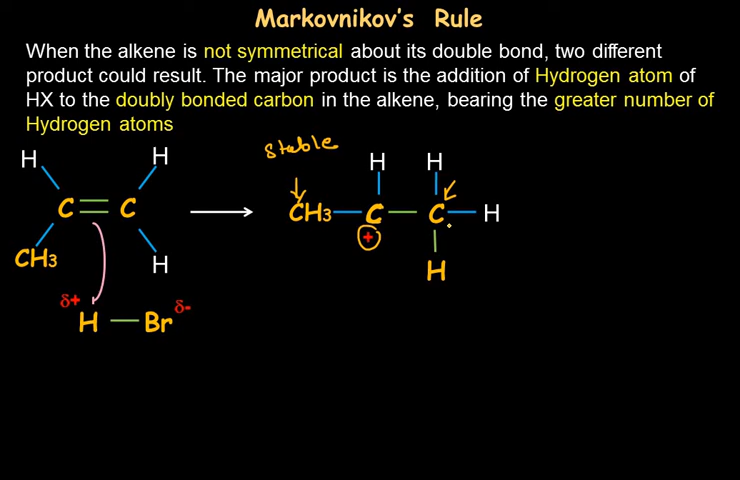 Markovnikov's Rule
When the alkene is not symmetrical about its double bond, two different
product could result. The major product is the addition of Hydrogen atom of
HX to the doubly bonded carbon in the alkene, bearing the greater number of
Hydrogen atoms
stable
H H H H
C C CH3 C C H
+
CH3 H H
δ+ δ-
H Br